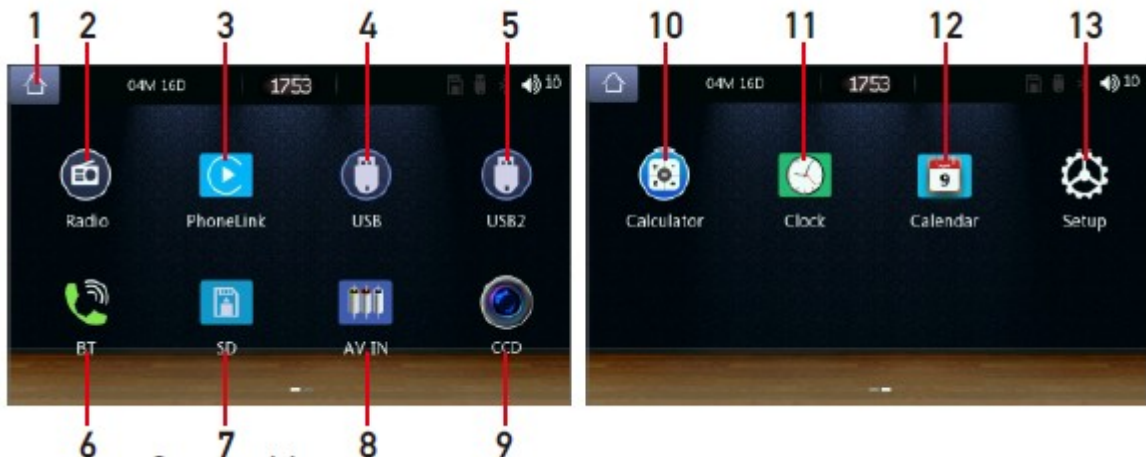 1 2 3 4 5 10 11 12 13
04M 16D 1753 10 04M 16D 1753 10
Radio PhoneLink USB USB2 Calculator Clock Calendar Setup
9
BT SD AV IN CCD
6 7 8 9